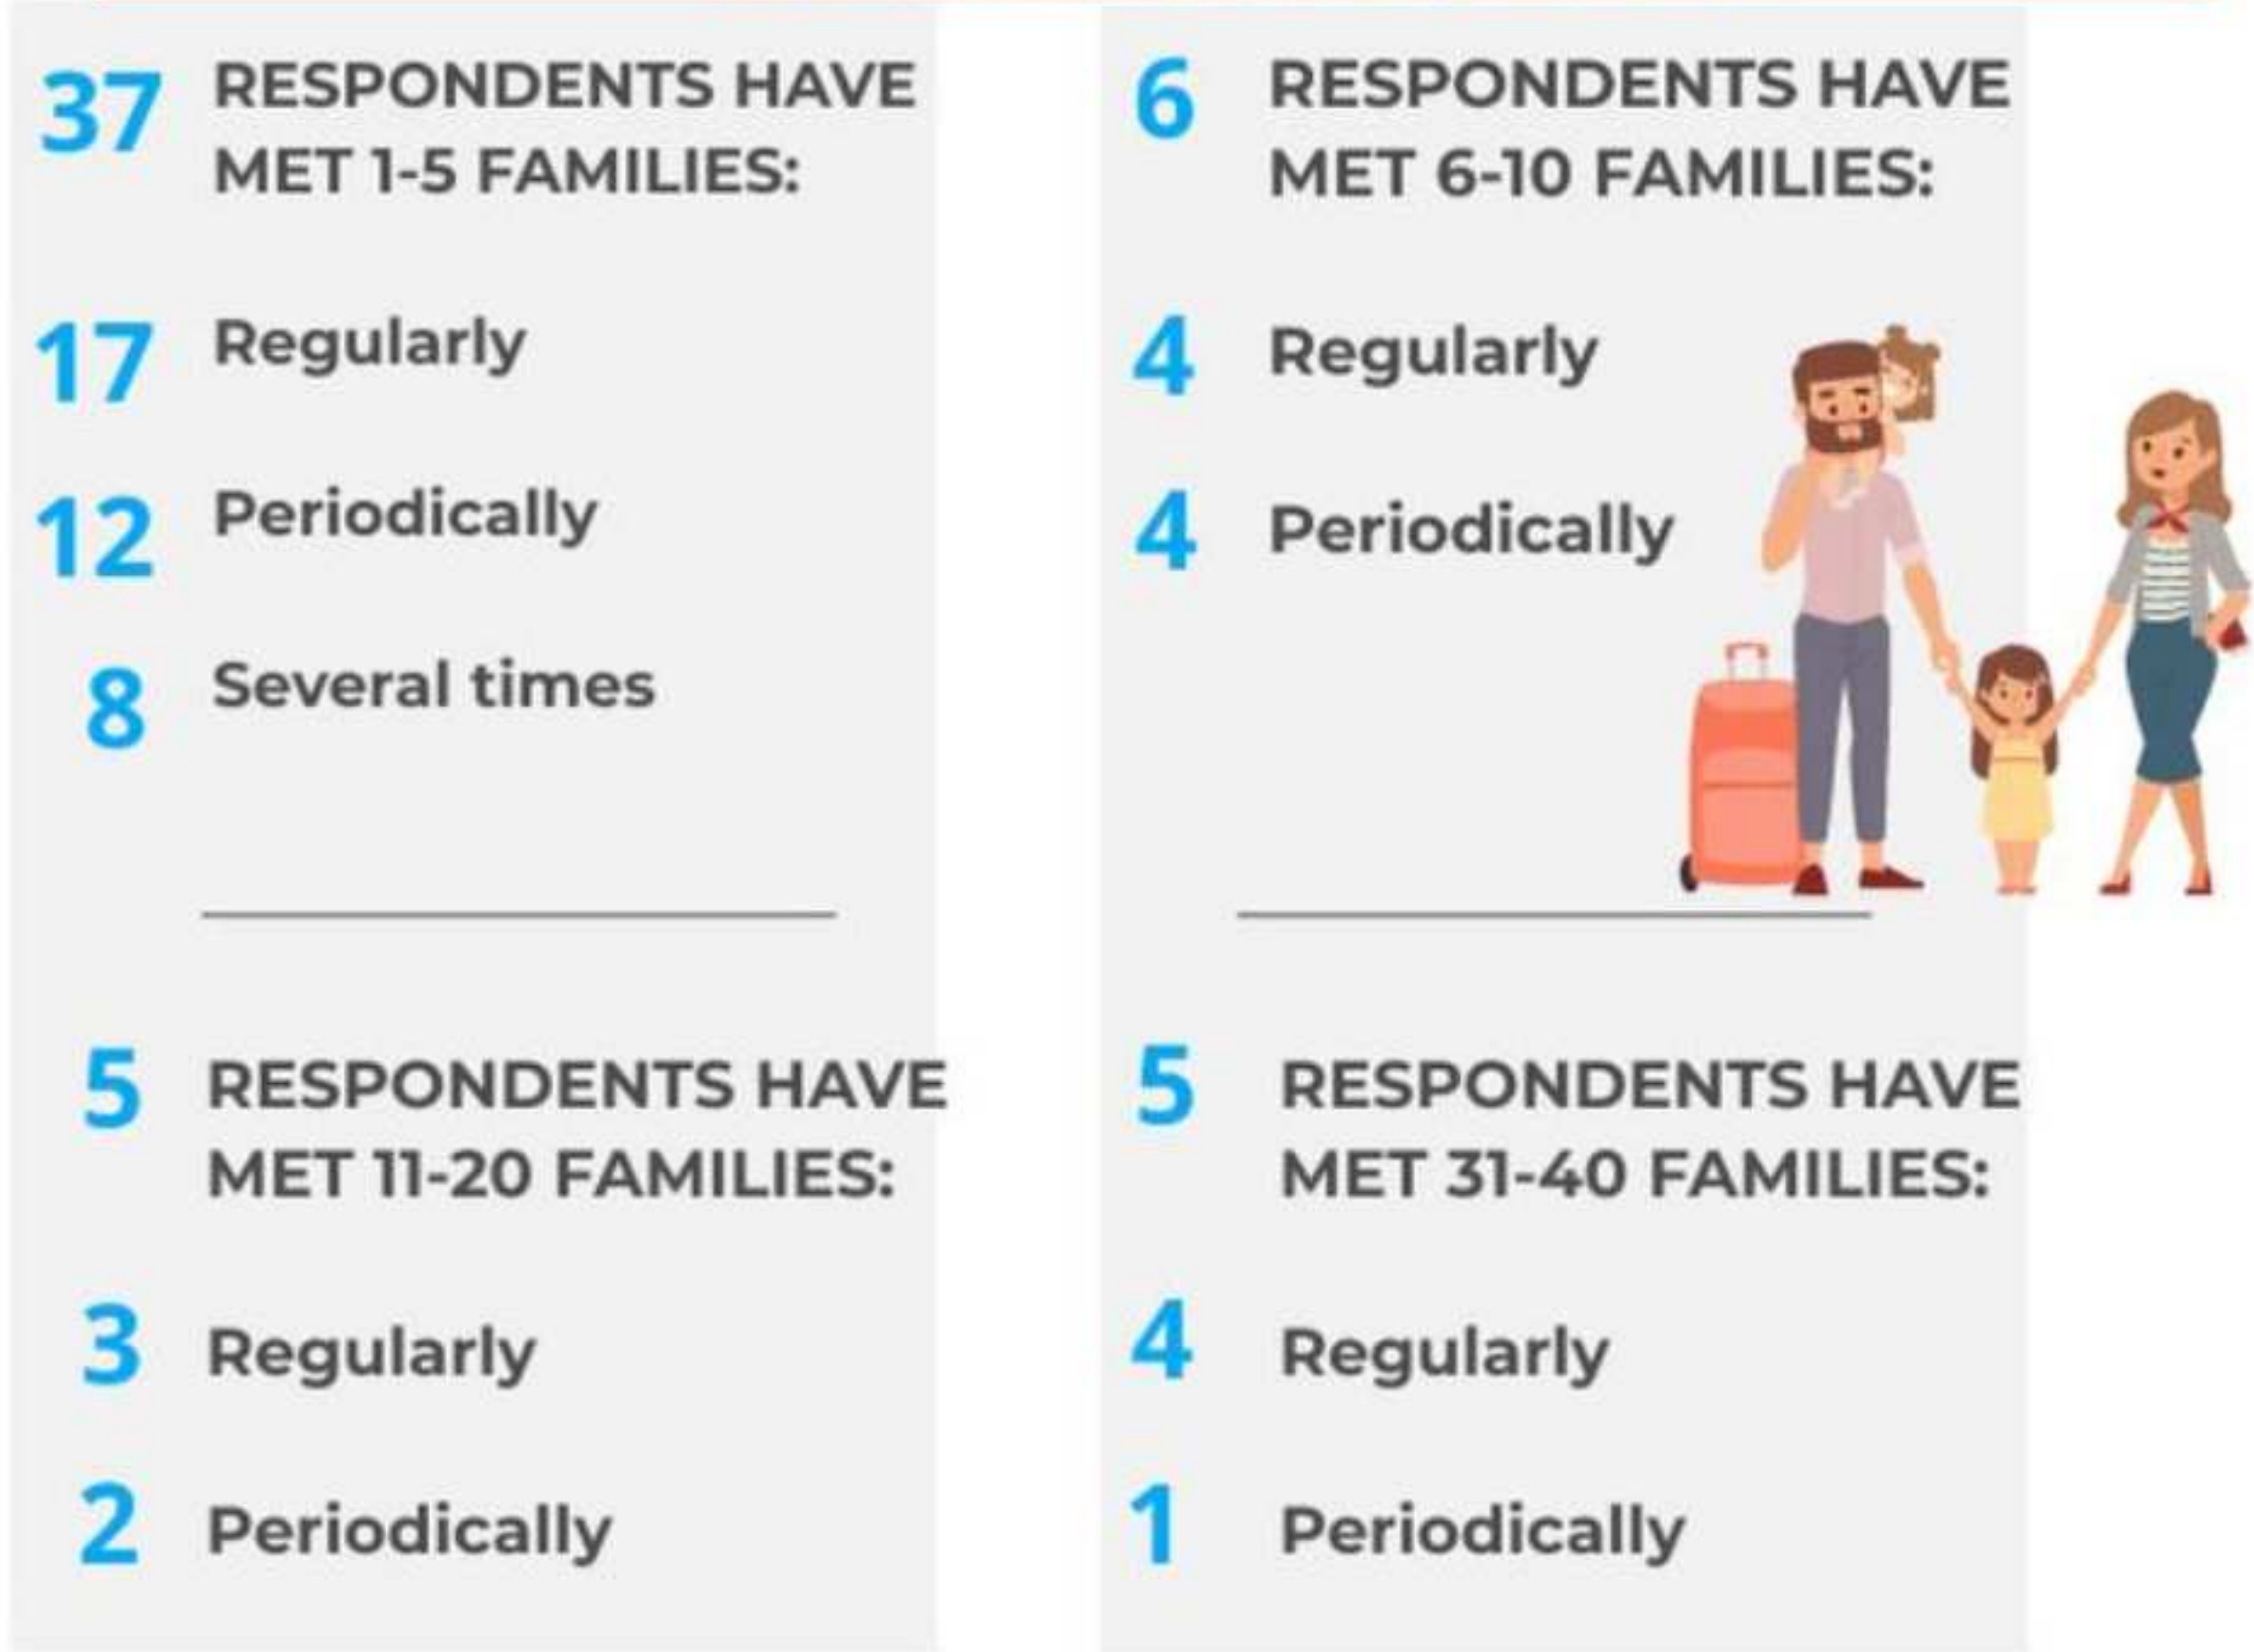 37 RESPONDENTS HAVE
MET 1-5 FAMILIES:
17 Regularly
12 Periodically
8 Several times
6 RESPONDENTS HAVE
MET 6-10 FAMILIES:
4 Regularly
4 Periodically
5 RESPONDENTS HAVE
MET 11-20 FAMILIES:
3 Regularly
2 Periodically
5 RESPONDENTS HAVE
MET 31-40 FAMILIES:
4 Regularly
1 Periodically